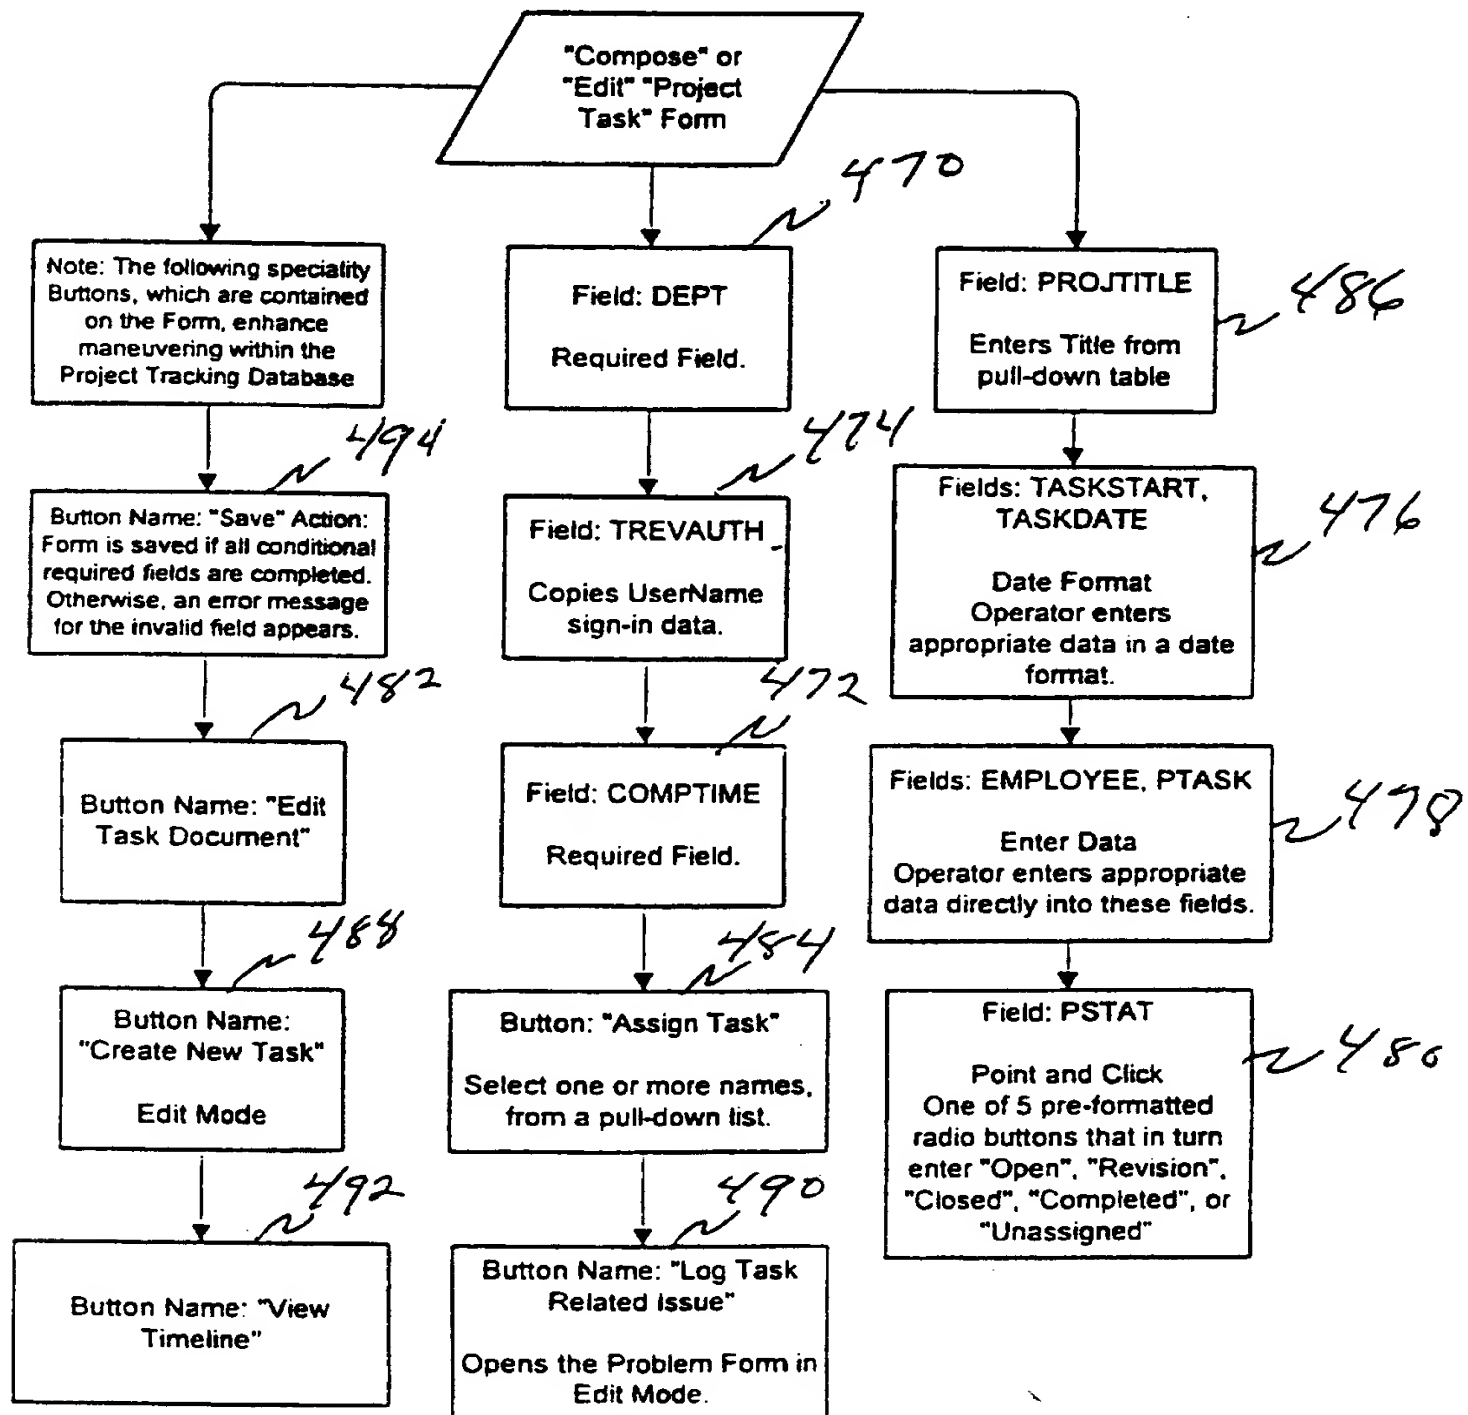 "Compose" or
"Edit" "Project
Task" Form
Note: The following speciality
Buttons, which are contained
on the Form, enhance
maneuvering within the
Project Tracking Database
494
Button Name: "Save" Action:
Form is saved if all conditional
required fields are completed.
Otherwise, an error message
for the invalid field appears.
482
Button Name: "Edit
Task Document"
488
Button Name:
"Create New Task"
Edit Mode
492
Button Name: "View
Timeline"
470
Field: DEPT
Required Field.
474
Field: TREVAUTH
Copies UserName
sign-in data.
472
Field: COMPTIME
Required Field.
484
Button: "Assign Task"
Select one or more names,
from a pull-down list.
490
Button Name: "Log Task
Related Issue"
Opens the Problem Form in
Edit Mode.
486
Field: PROJTITLE
Enters Title from
pull-down table
476
Fields: TASKSTART,
TASKDATE
Date Format
Operator enters
appropriate data in a date
format.
478
Fields: EMPLOYEE, PTASK
Enter Data
Operator enters appropriate
data directly into these fields.
480
Field: PSTAT
Point and Click
One of 5 pre-formatted
radio buttons that in turn
enter "Open", "Revision",
"Closed", "Completed", or
"Unassigned"